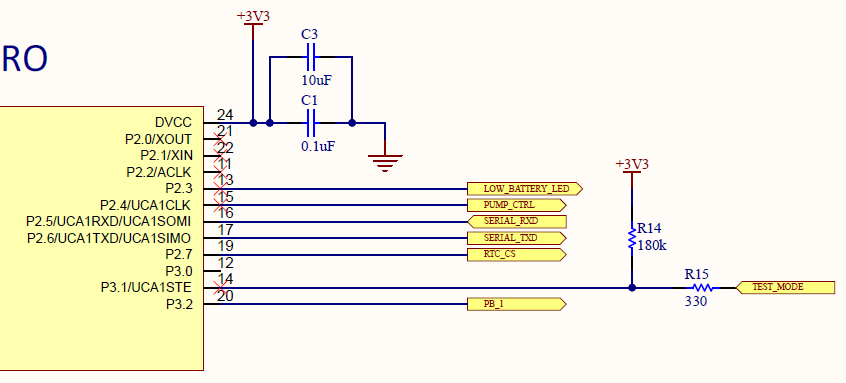 +3V3
RO
C3
10uF
C1
0.1uF
DVCC 24
P2.0/XOUT 21
P2.1/XIN 22
P2.2/ACLK 11
P2.3 13 LOW_BATTERY_LED
P2.4/UCA1CLK 15 PUMP_CTRL
P2.5/UCA1RXD/UCA1SOMI 16 SERIAL_RXD
P2.6/UCA1TXD/UCA1SIMO 17 SERIAL_TXD
P2.7 19 RTC_CS
P3.0 12
P3.1/UCA1STE 14
P3.2 20 PB_1
+3V3
R14
180k
R15
330
TEST_MODE